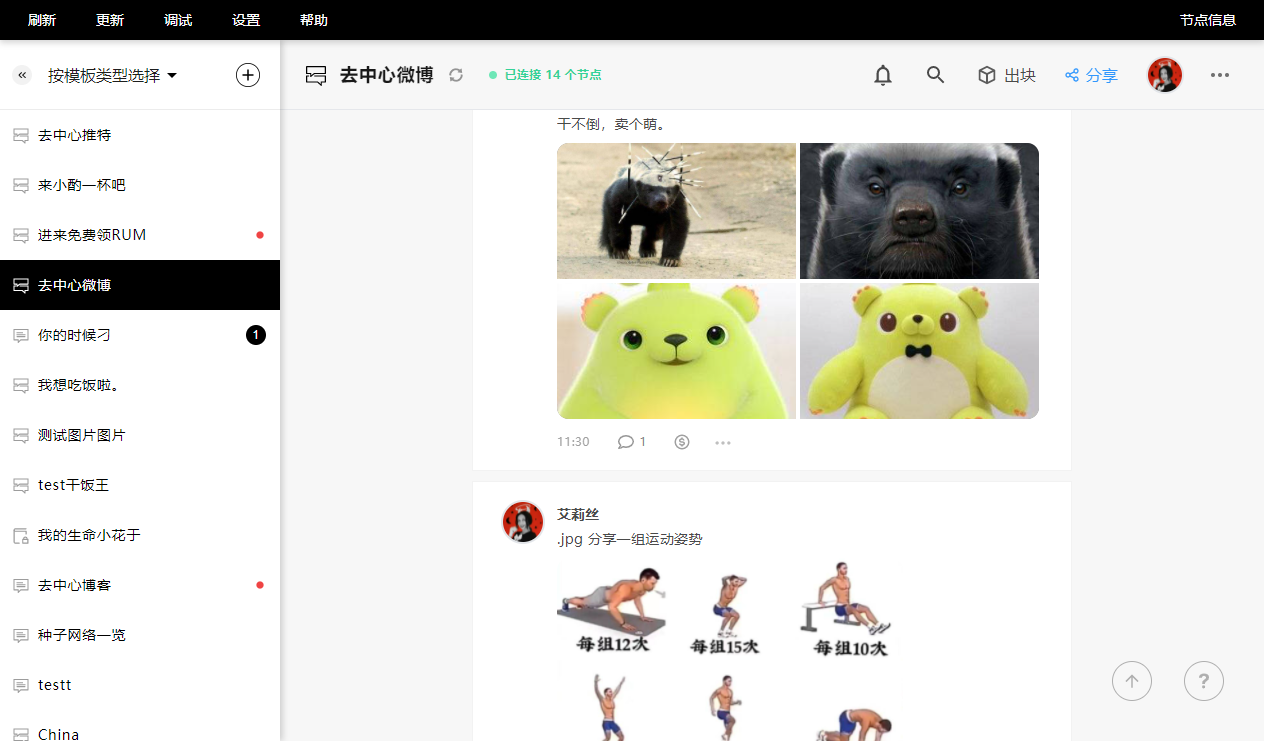 刷新 更新 调试 设置 帮助 节点信息
« 按模板类型选择
去中心微博 已连接 14 个节点 出块 分享
去中心推特
来小酌一杯吧
进来免费领RUM
去中心微博
你的时候刁 1
我想吃饭啦。
测试图片图片
test干饭王
我的生命小花于
去中心博客
种子网络一览
testt
China
干不倒，卖个萌。
11:30 1
艾莉丝
.jpg 分享一组运动姿势
每组12次 每组15次 每组10次
?